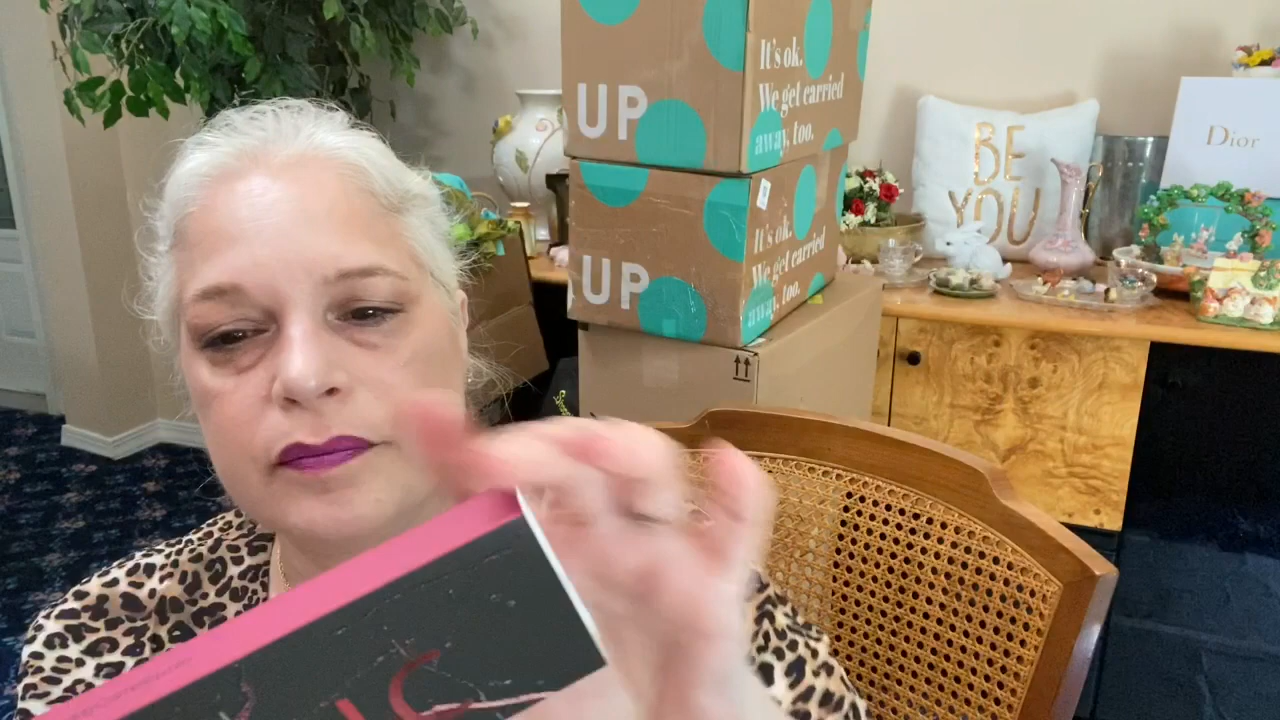 UP
It's ok.
We get carried
away, too.
UP
It's ok.
We get carried
away, too.
BE
YOU
Dior